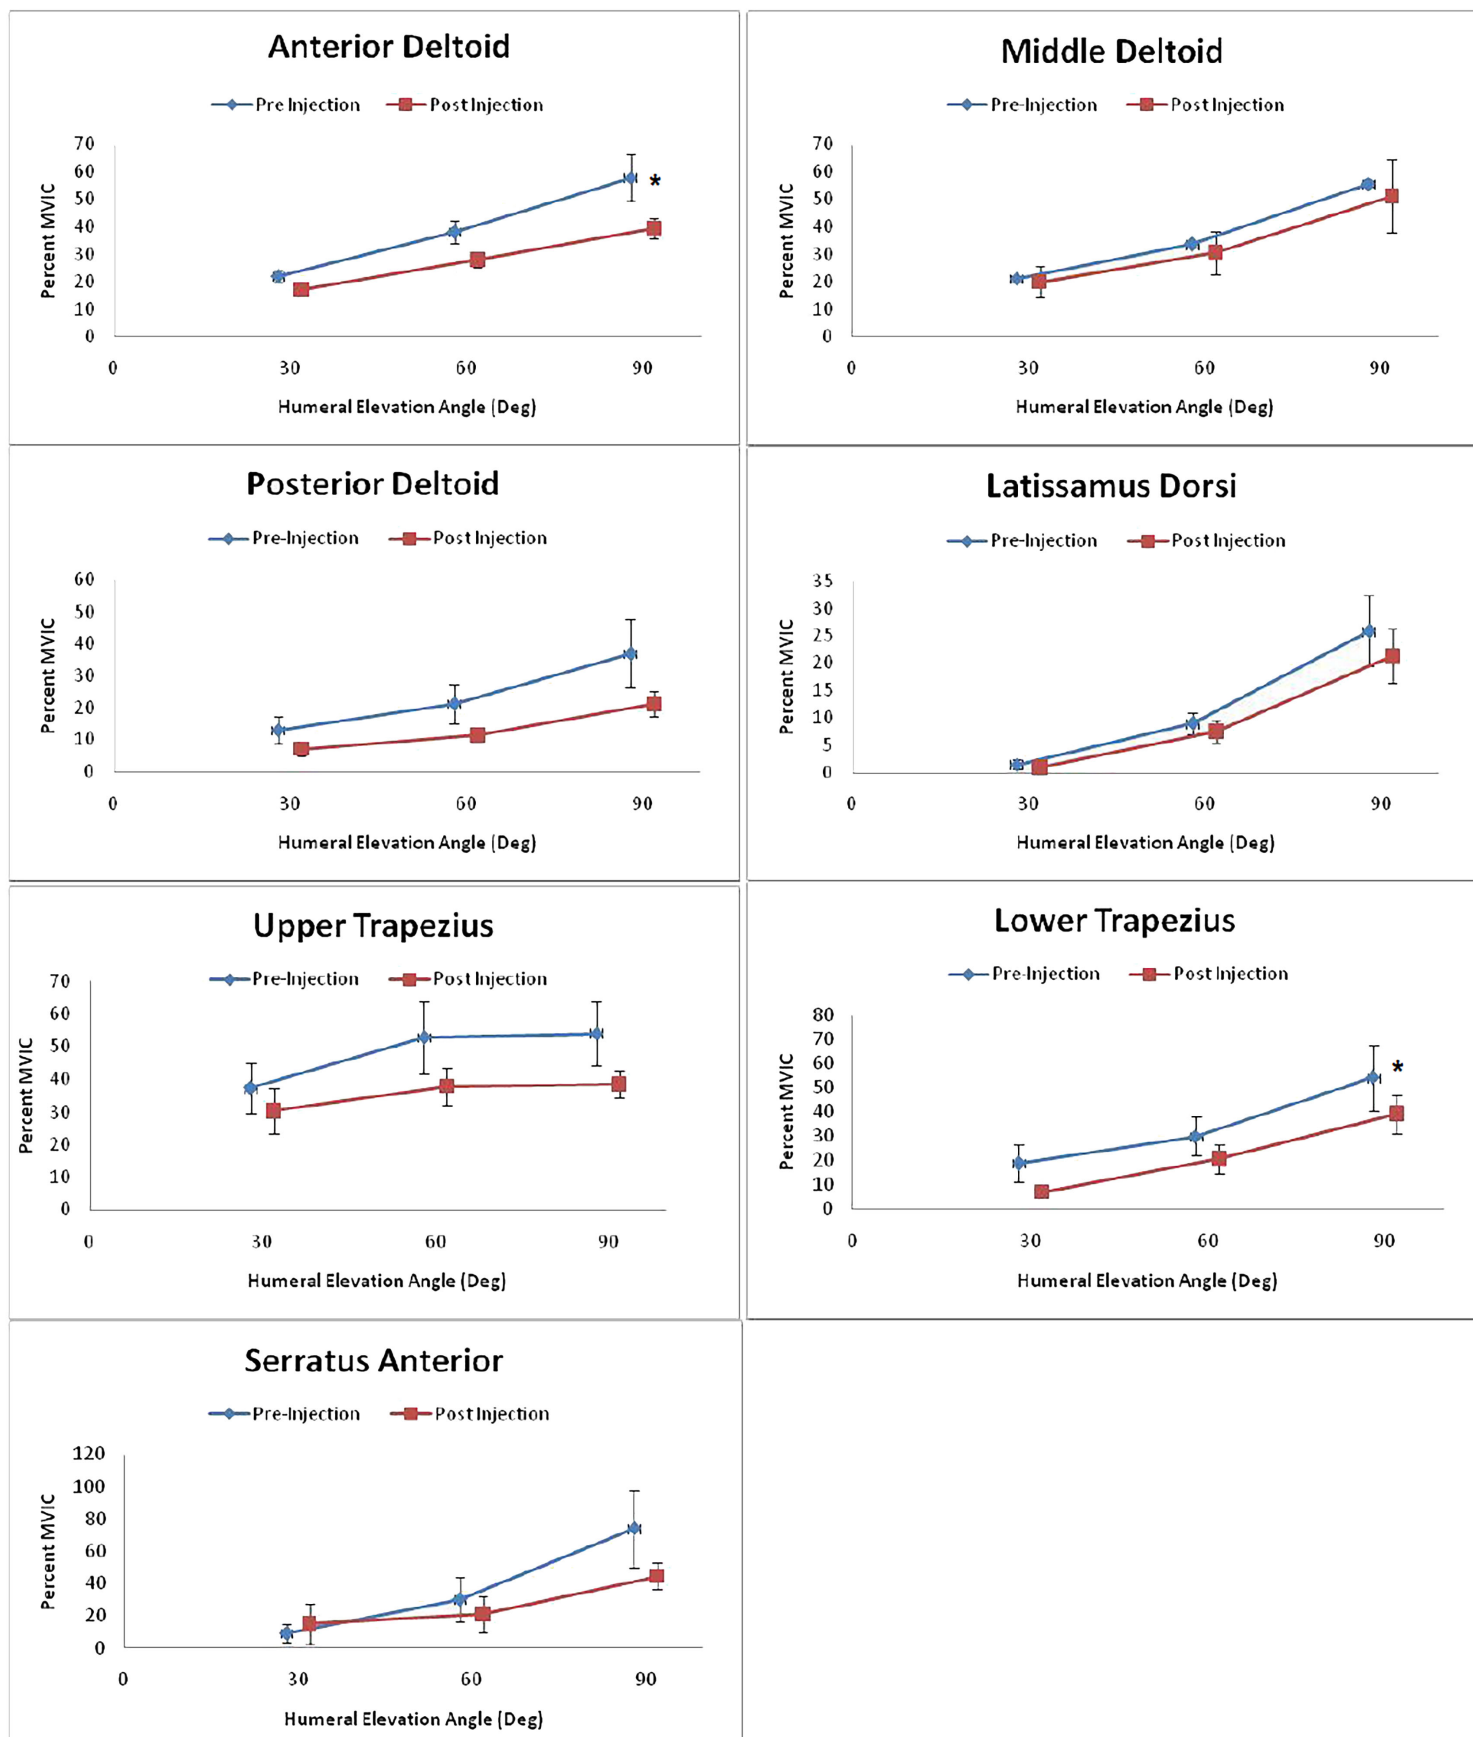 Anterior Deltoid
Pre Injection Post Injection
Percent MVIC
70
60
50
40
30
20
10
0
*
0 30 60 90
Humeral Elevation Angle (Deg)
Middle Deltoid
Pre-Injection Post Injection
Percent MVIC
70
60
50
40
30
20
10
0
0 30 60 90
Humeral Elevation Angle (Deg)
Posterior Deltoid
Pre-Injection Post Injection
Percent MVIC
60
50
40
30
20
10
0
0 30 60 90
Humeral Elevation Angle (Deg)
Latissamus Dorsi
Pre-Injection Post Injection
Percent MVIC
35
30
25
20
15
10
5
0
0 30 60 90
Humeral Elevation Angle (Deg)
Upper Trapezius
Pre-Injection Post Injection
Percent MVIC
70
60
50
40
30
20
10
0
0 30 60 90
Humeral Elevation Angle (Deg)
Lower Trapezius
Pre-Injection Post Injection
Percent MVIC
80
70
60
50
40
30
20
10
0
*
0 30 60 90
Humeral Elevation Angle (Deg)
Serratus Anterior
Pre-Injection Post Injection
Percent MVIC
120
100
80
60
40
20
0
0 30 60 90
Humeral Elevation Angle (Deg)